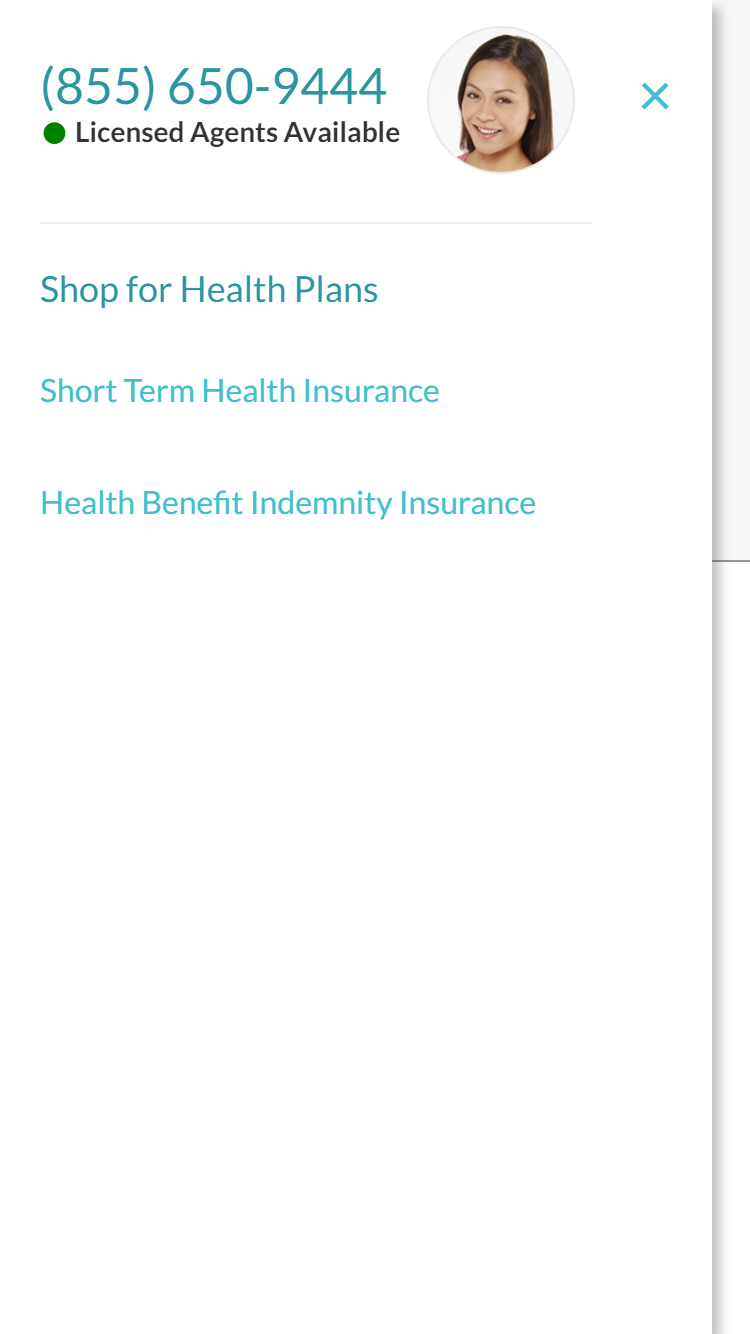 (855) 650-9444
Licensed Agents Available
Shop for Health Plans
Short Term Health Insurance
Health Benefit Indemnity Insurance